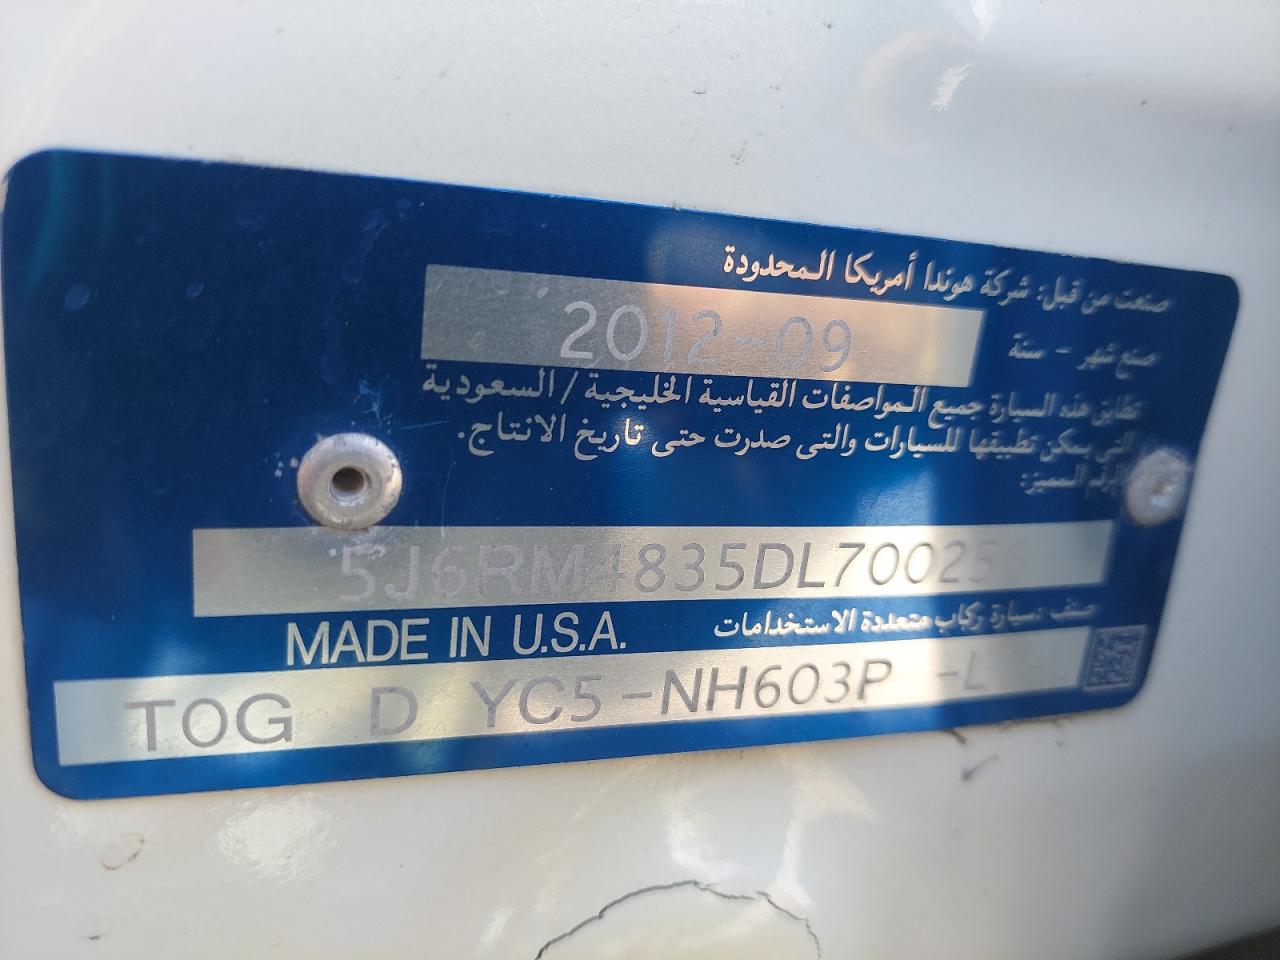 صنعت من قبل: شركة هوندا أمريكا المحدودة
صنع شهر - سنة 2012-09
تطابق هذه السيارة جميع المواصفات القياسية الخليجية / السعودية
التى يمكن تطبيقها للسيارات والتى صدرت حتى تاريخ الانتاج.
الرقم المميز:
5J6RM4835DL700256
MADE IN U.S.A. صنف :سيارة ركاب متعددة الاستخدامات
TOG D YC5-NH603P -L